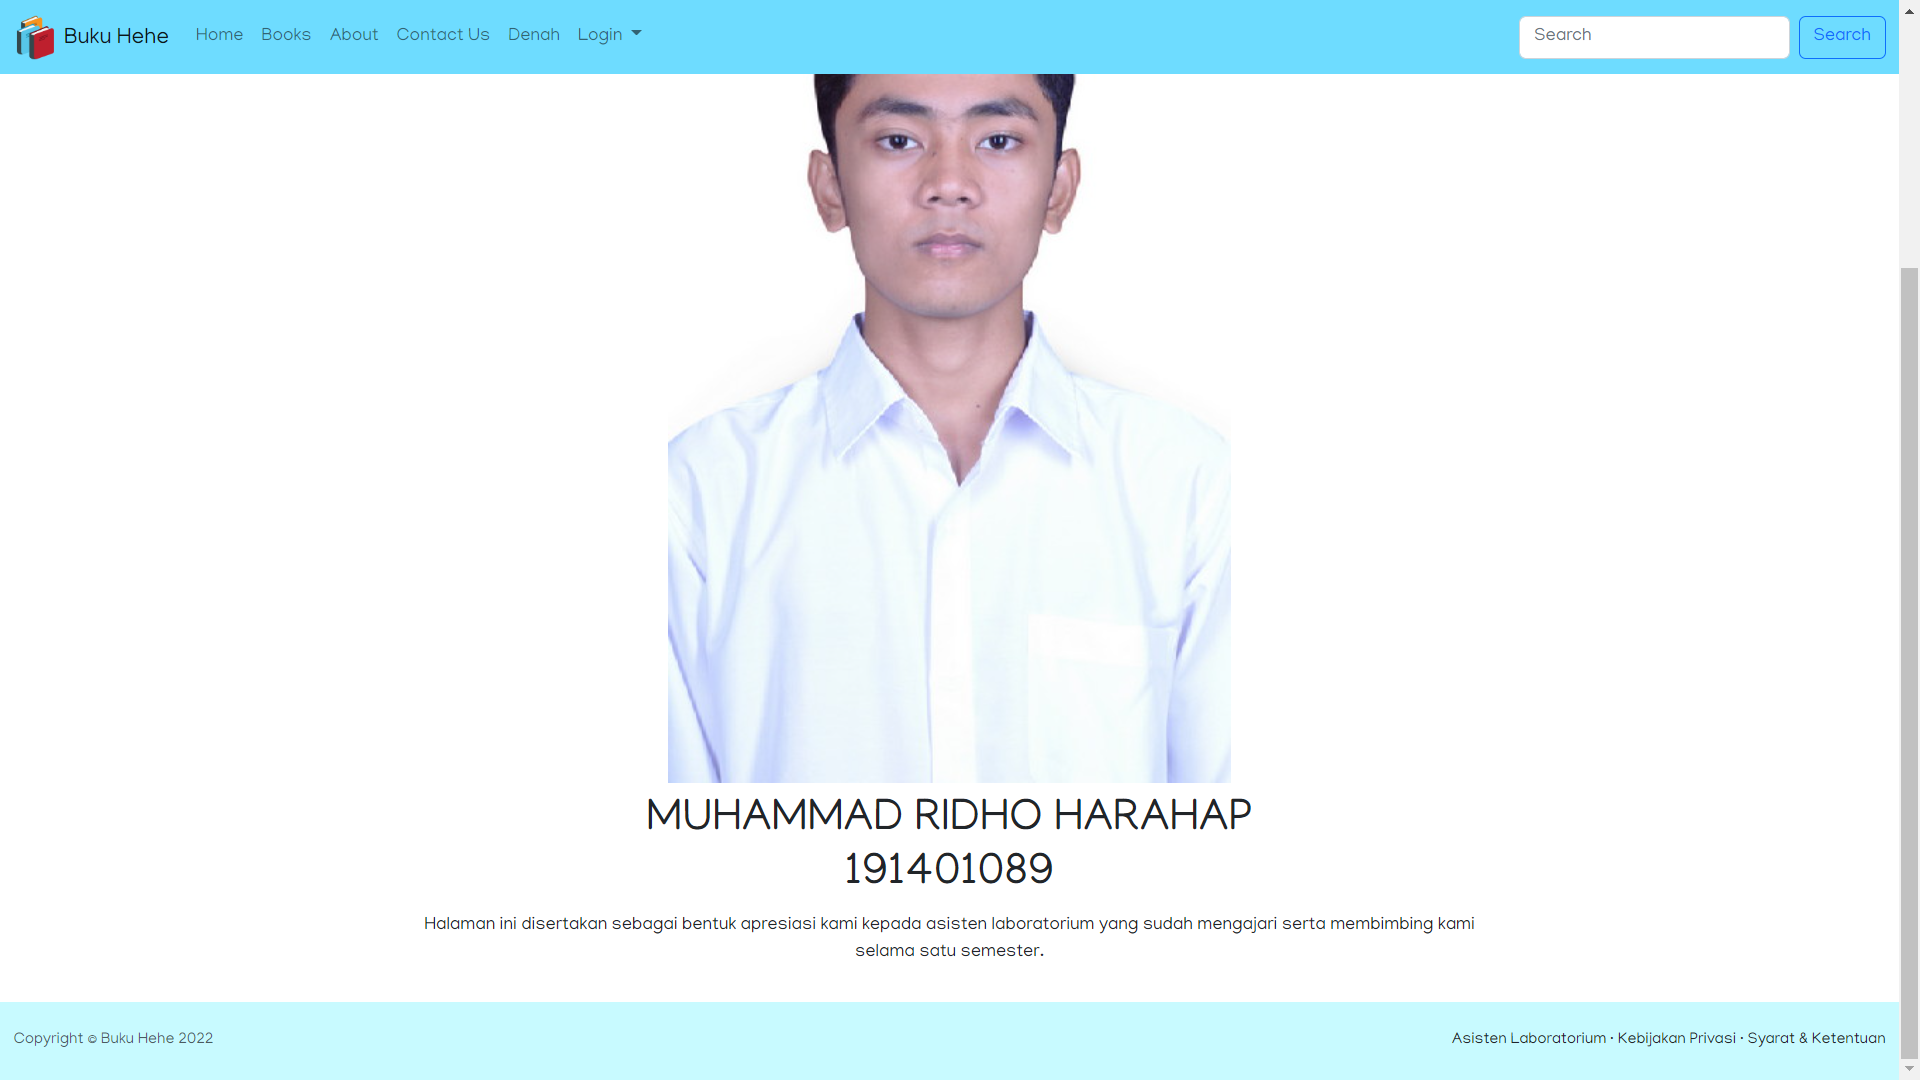 Buku Hehe Home Books About Contact Us Denah Login Search Search
MUHAMMAD RIDHO HARAHAP
191401089
Halaman ini disertakan sebagai bentuk apresiasi kami kepada asisten laboratorium yang sudah mengajari serta membimbing kami
selama satu semester.
Copyright © Buku Hehe 2022 Asisten Laboratorium · Kebijakan Privasi · Syarat & Ketentuan